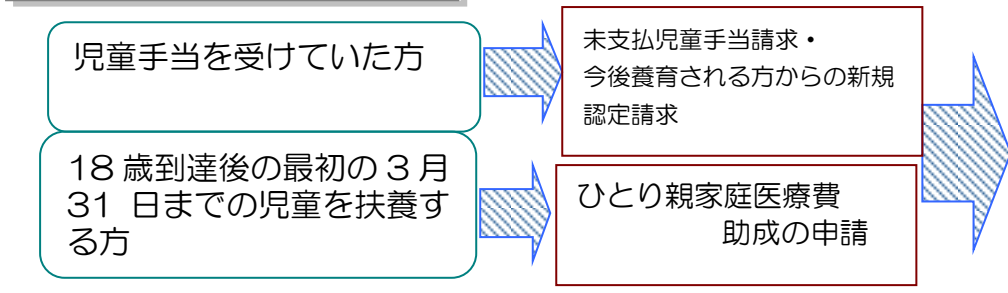 児童手当を受けていた方
未支払児童手当請求・
今後養育される方からの新規
認定請求
18歳到達後の最初の3月
31 日までの児童を扶養す
る方
ひとり親家庭医療費
助成の申請